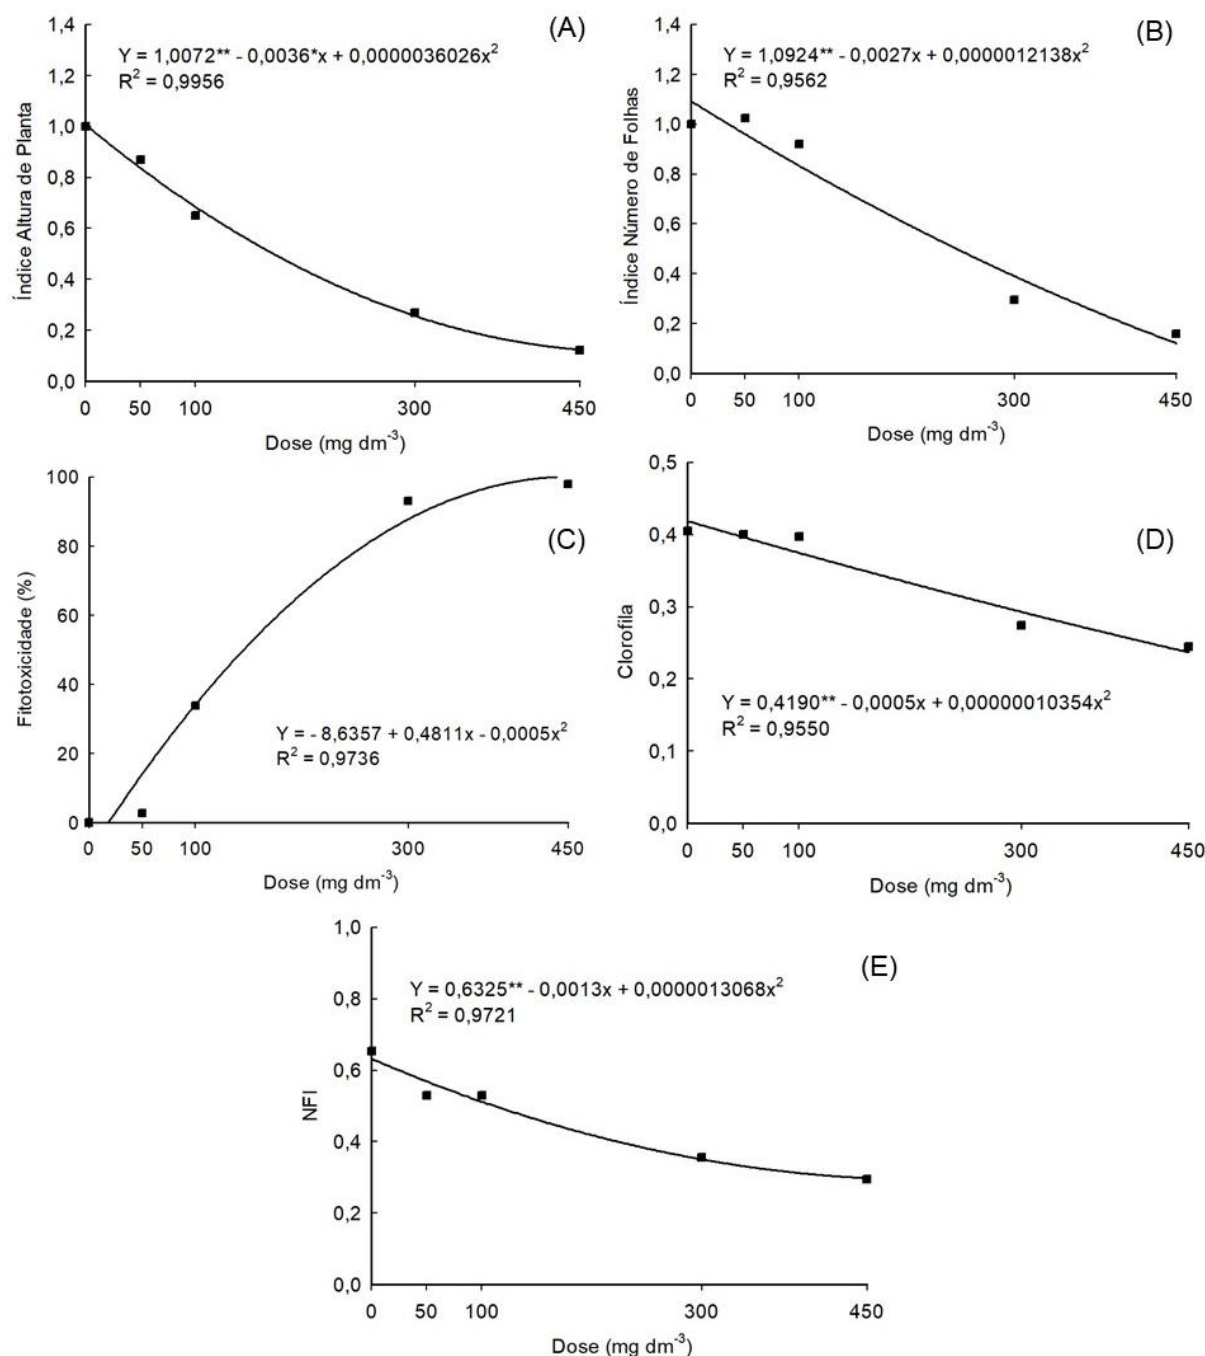 (A)
Y = 1,0072** - 0,0036*x + 0,0000036026x²
R² = 0,9956
1,4
1,2
1,0
0,8
0,6
0,4
0,2
0,0
Índice Altura de Planta
0 50 100 300 450
Dose (mg dm⁻³)
(B)
Y = 1,0924** - 0,0027x + 0,0000012138x²
R² = 0,9562
1,4
1,2
1,0
0,8
0,6
0,4
0,2
0,0
Índice Número de Folhas
0 50 100 300 450
Dose (mg dm⁻³)
(C)
100
80
60
40
20
0
Fitotoxicidade (%)
Y = - 8,6357 + 0,4811x - 0,0005x²
R² = 0,9736
0 50 100 300 450
Dose (mg dm⁻³)
(D)
0,5
0,4
0,3
0,2
0,1
0,0
Clorofila
Y = 0,4190** - 0,0005x + 0,00000010354x²
R² = 0,9550
0 50 100 300 450
Dose (mg dm⁻³)
(E)
Y = 0,6325** - 0,0013x + 0,0000013068x²
R² = 0,9721
1,0
0,8
0,6
0,4
0,2
0,0
NFI
0 50 100 300 450
Dose (mg dm⁻³)